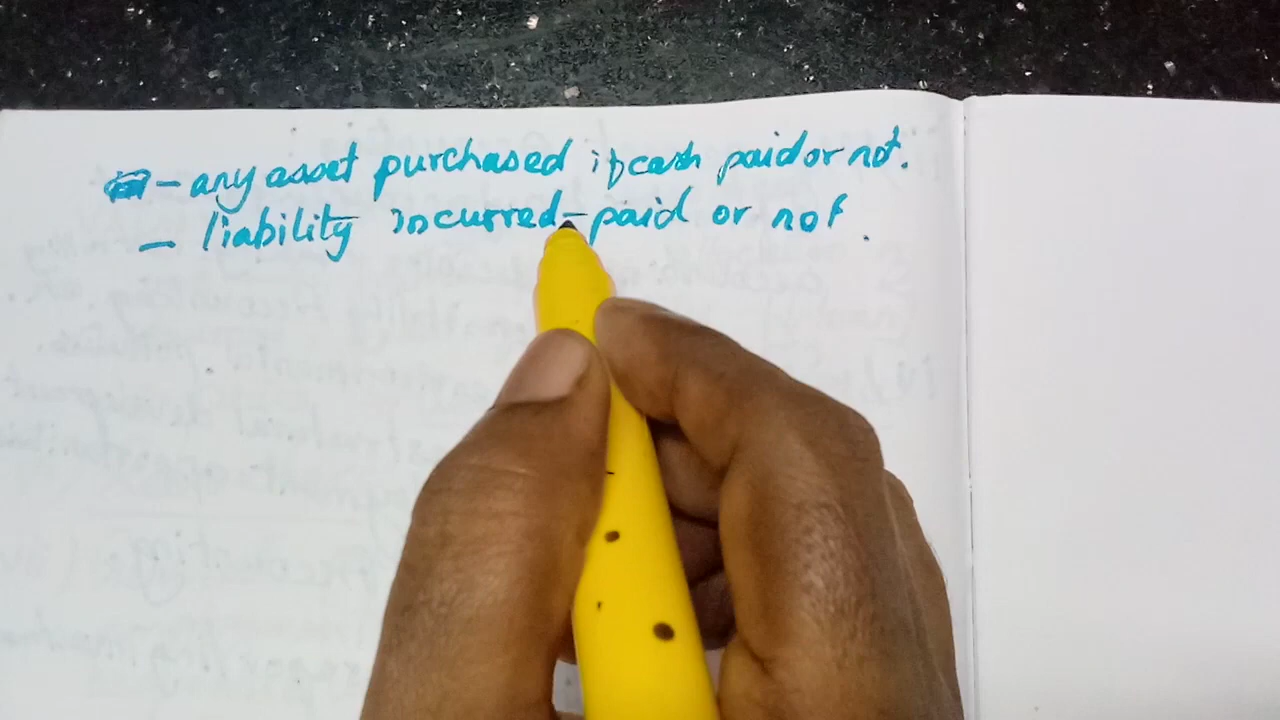 - any asset purchased if cash paid or not.
- liability incurred - paid or not.